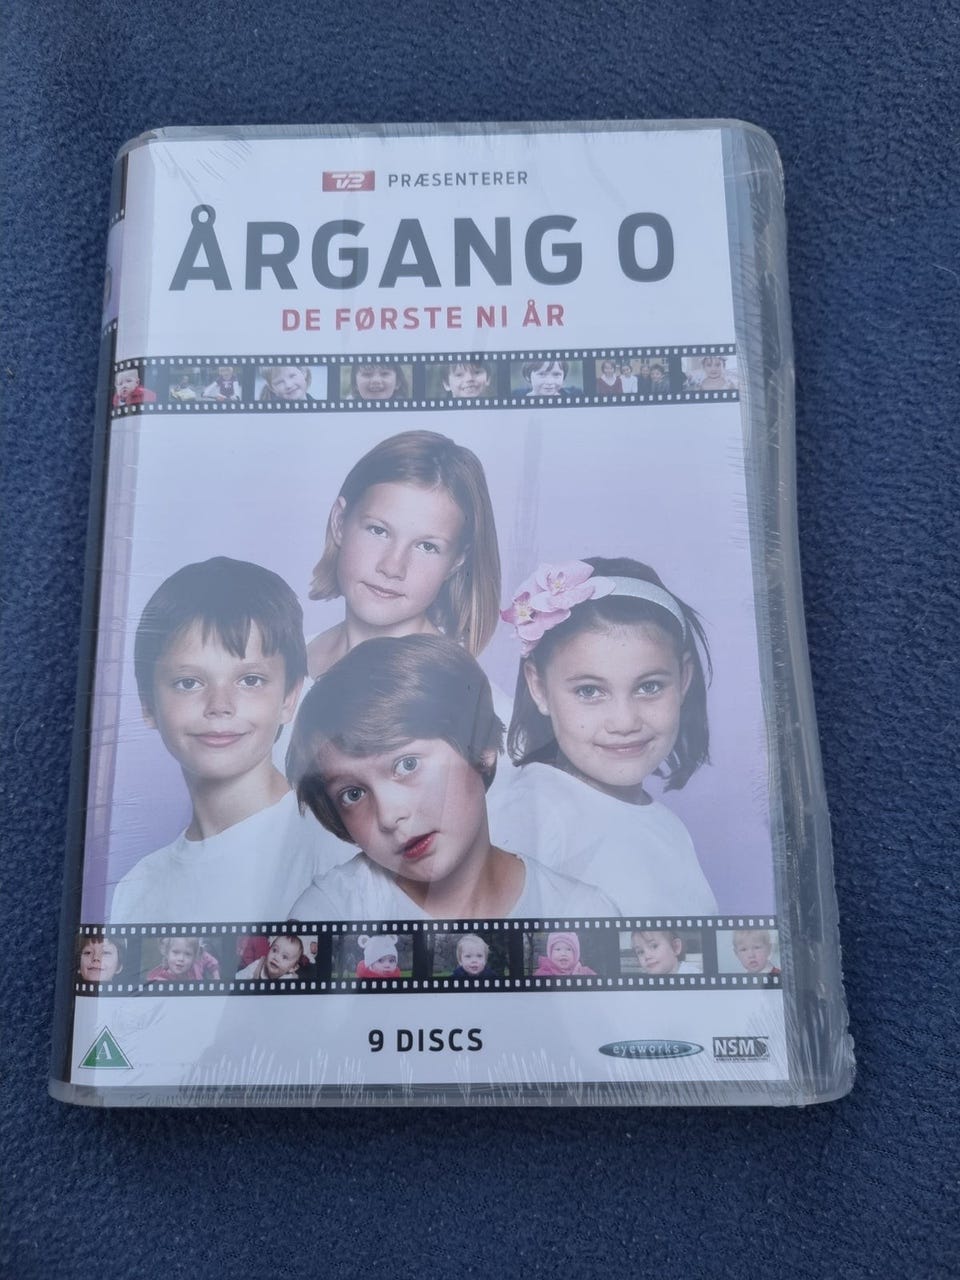 TV2 PRÆSENTERER
ÅRGANG 0
DE FØRSTE NI ÅR
9 DISCS
A
eyeworks
NSM